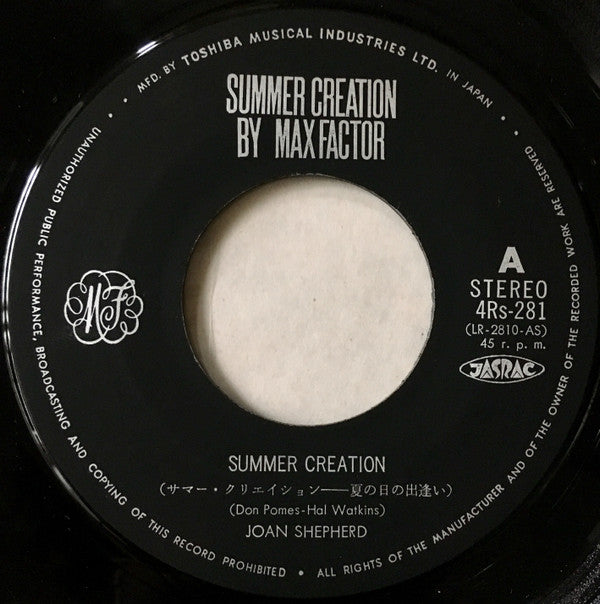 • MFD. BY TOSHIBA MUSICAL INDUSTRIES LTD. IN JAPAN •
SUMMER CREATION
BY MAX FACTOR
MF
A
STEREO
4RS-281
(LR-2810-AS)
45 r. p. m.
JASRAC
SUMMER CREATION
(サマー・クリエイション──夏の日の出逢い)
(Don Pomes-Hal Watkins)
JOAN SHEPHERD
• UNAUTHORIZED PUBLIC PERFORMANCE, BROADCASTING AND COPYING OF THIS RECORD PROHIBITED • ALL RIGHTS OF THE MANUFACTURER AND OF THE OWNER OF THE RECORDED WORK ARE RESERVED •